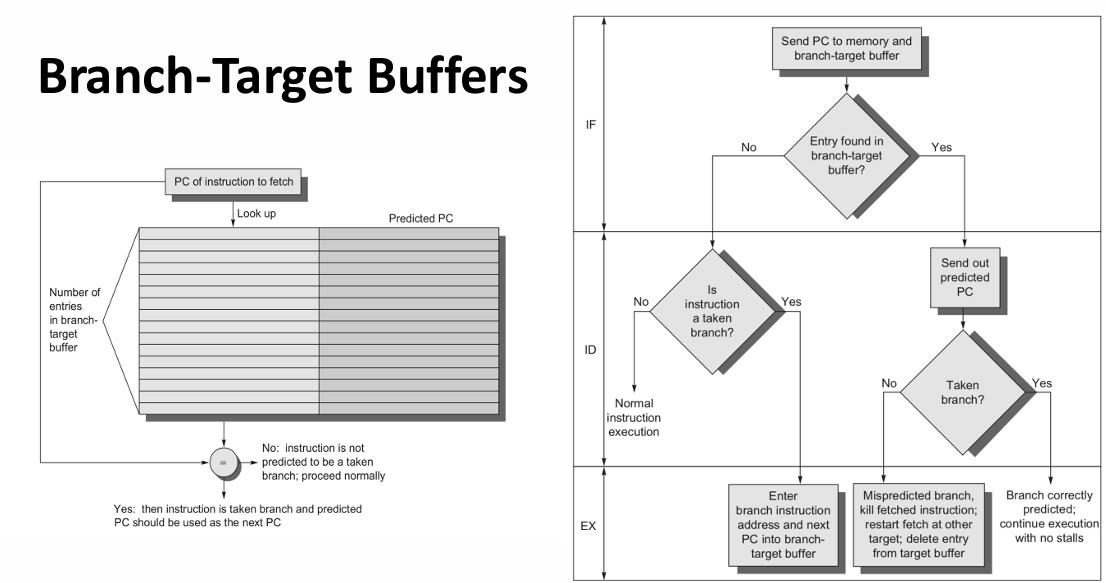 Branch-Target Buffers
PC of instruction to fetch
Look up
Predicted PC
Number of
entries
in branch-
target
buffer
=
No: instruction is not
predicted to be a taken
branch; proceed normally
Yes: then instruction is taken branch and predicted
PC should be used as the next PC
IF
Send PC to memory and
branch-target buffer
Entry found in
branch-target
buffer?
No
Yes
ID
Is
instruction
a taken
branch?
No
Yes
Normal
instruction
execution
Send out
predicted
PC
Taken
branch?
No
Yes
EX
Enter
branch instruction
address and next
PC into branch-
target buffer
Mispredicted branch,
kill fetched instruction;
restart fetch at other
target; delete entry
from target buffer
Branch correctly
predicted;
continue execution
with no stalls